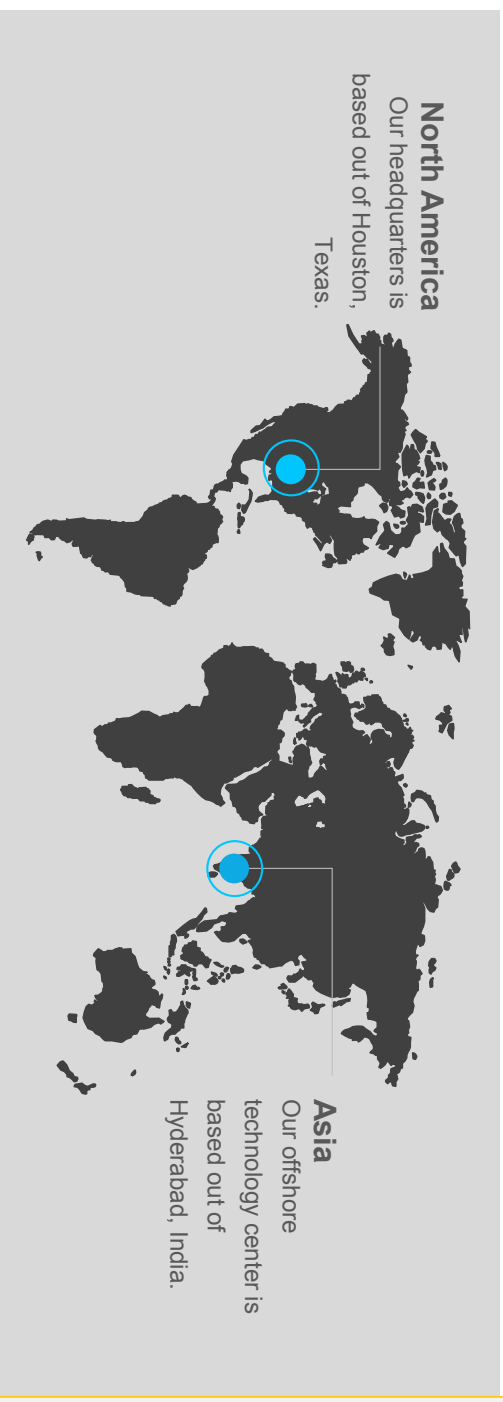 North America
Our headquarters is
based out of Houston,
Texas.
Asia
Our offshore
technology center is
based out of
Hyderabad, India.